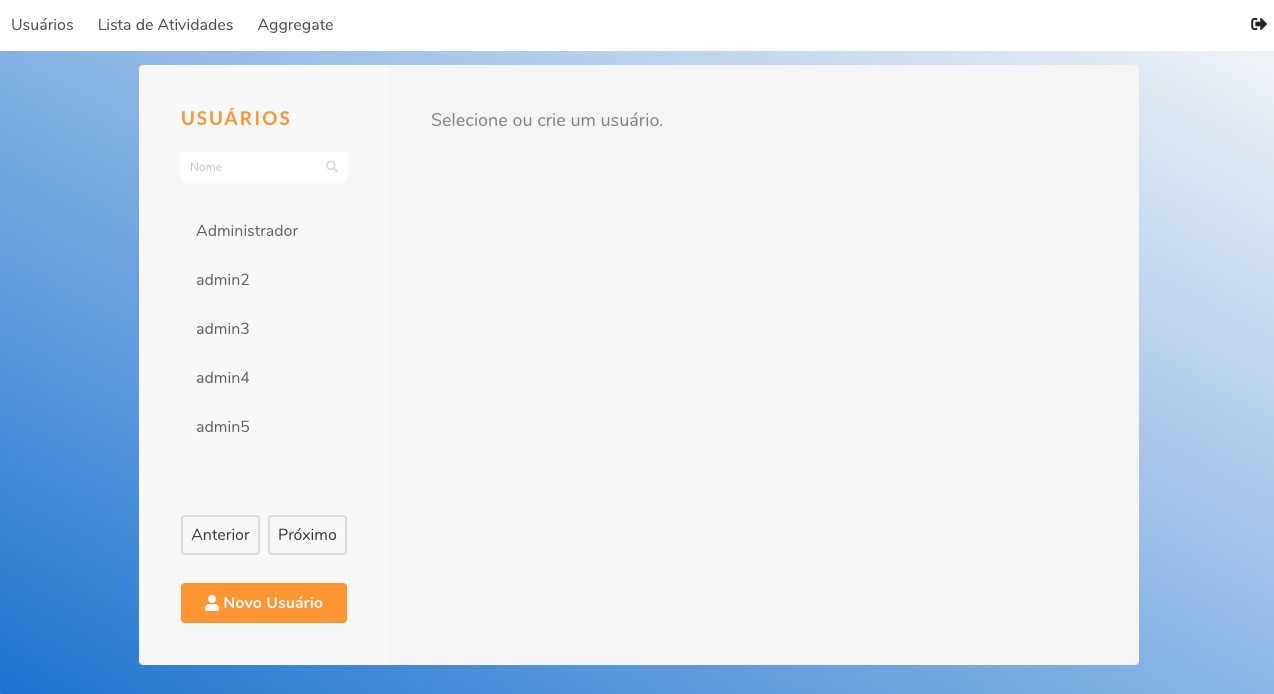 Usuários Lista de Atividades Aggregate
USUÁRIOS
Selecione ou crie um usuário.
Nome
Administrador
admin2
admin3
admin4
admin5
Anterior Próximo
Novo Usuário